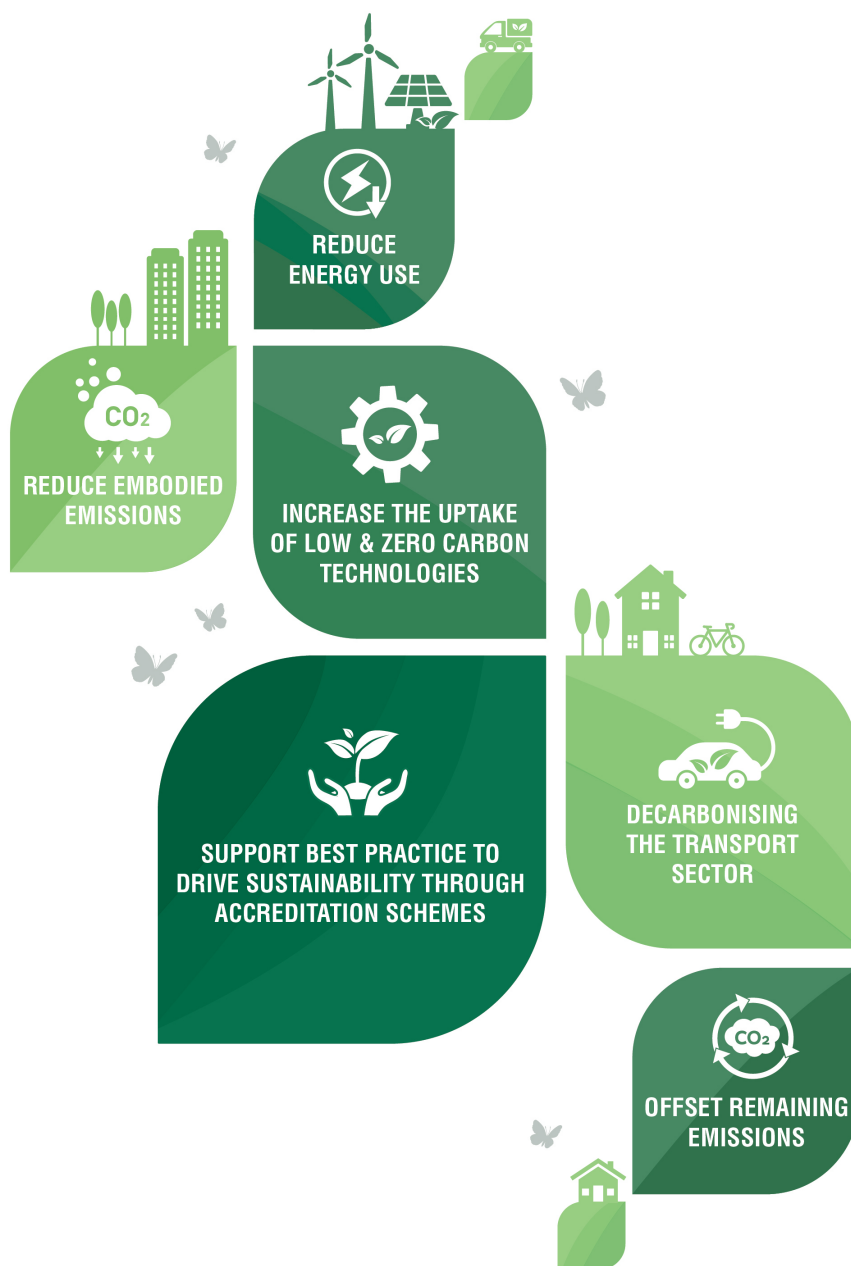 REDUCE
ENERGY USE
CO₂
REDUCE EMBODIED
EMISSIONS
INCREASE THE UPTAKE
OF LOW & ZERO CARBON
TECHNOLOGIES
SUPPORT BEST PRACTICE TO
DRIVE SUSTAINABILITY THROUGH
ACCREDITATION SCHEMES
DECARBONISING
THE TRANSPORT
SECTOR
CO₂
OFFSET REMAINING
EMISSIONS